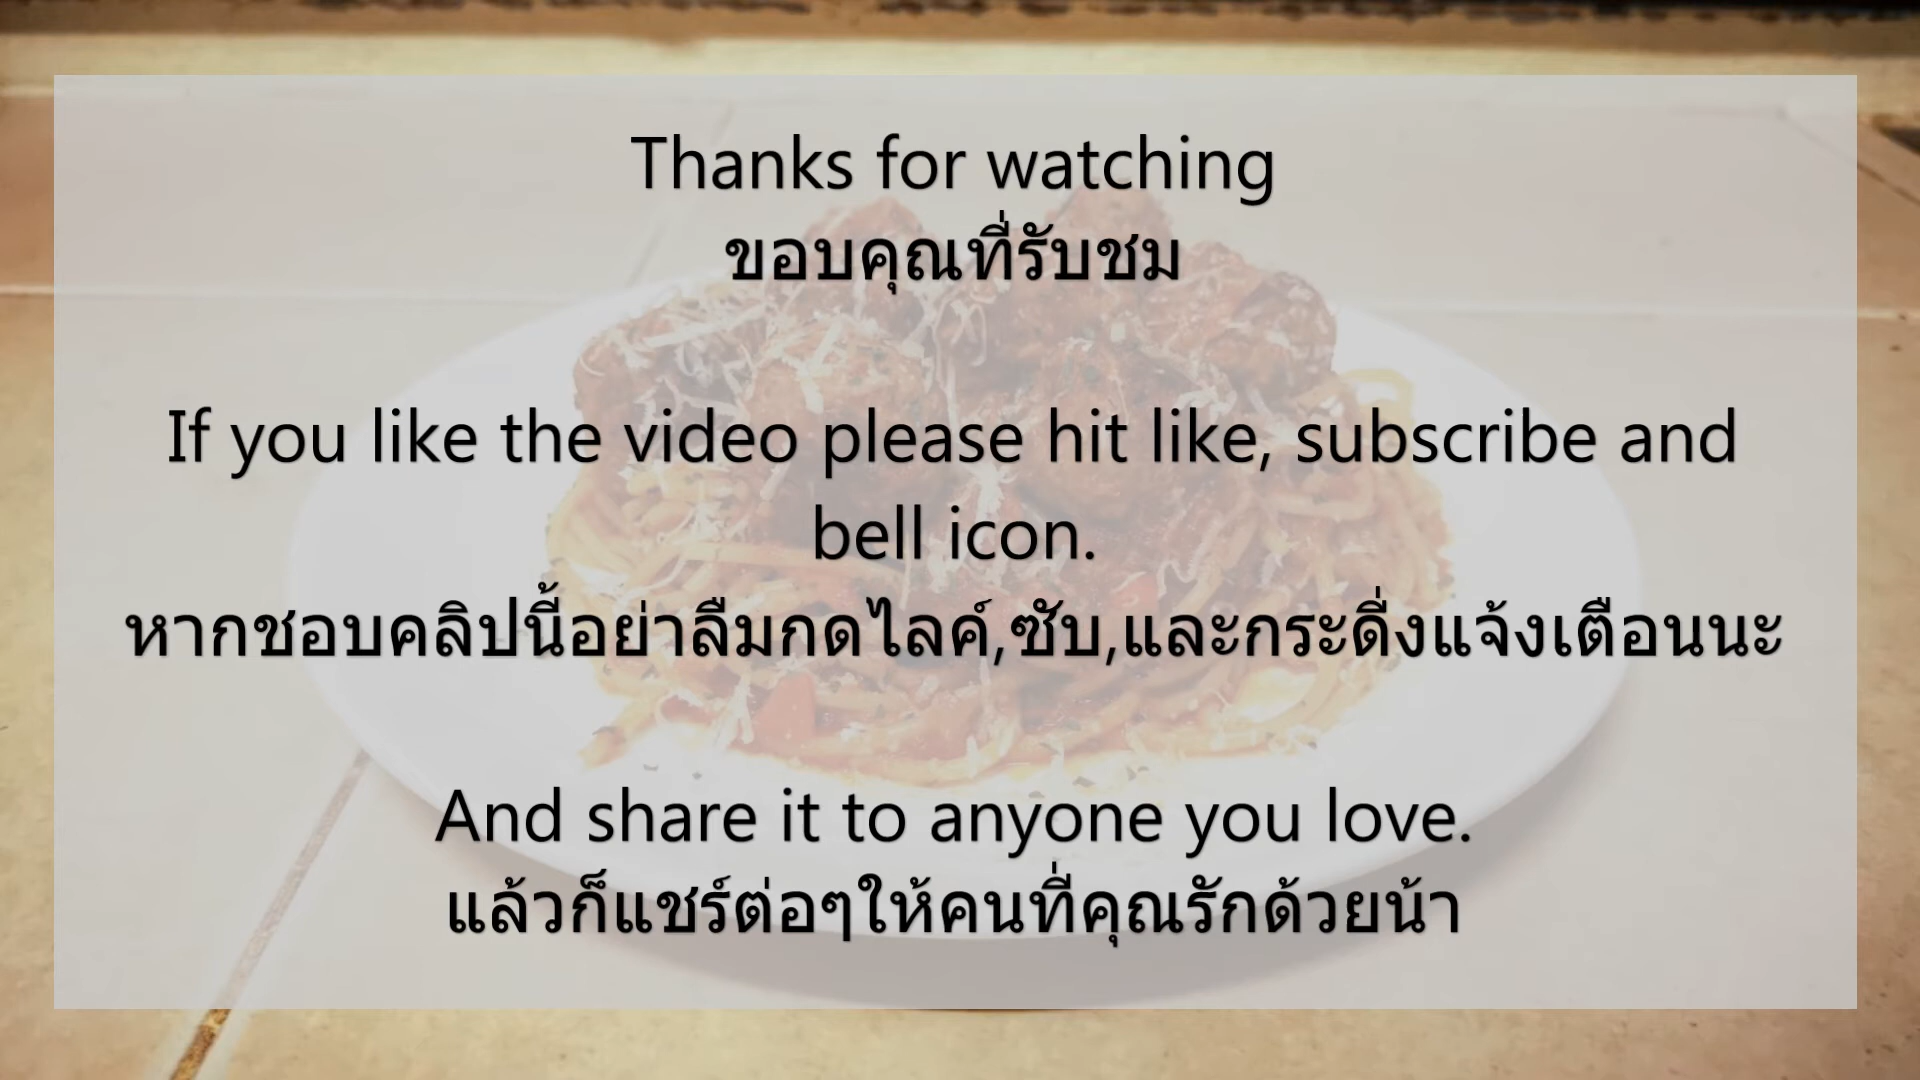 Thanks for watching
ขอบคุณที่รับชม
If you like the video please hit like, subscribe and
bell icon.
หากชอบคลิปนี้อย่าลืมกดไลค์,ซับ,และกระดิ่งแจ้งเตือนนะ
And share it to anyone you love.
แล้วก็แชร์ต่อๆให้คนที่คุณรักด้วยน้า